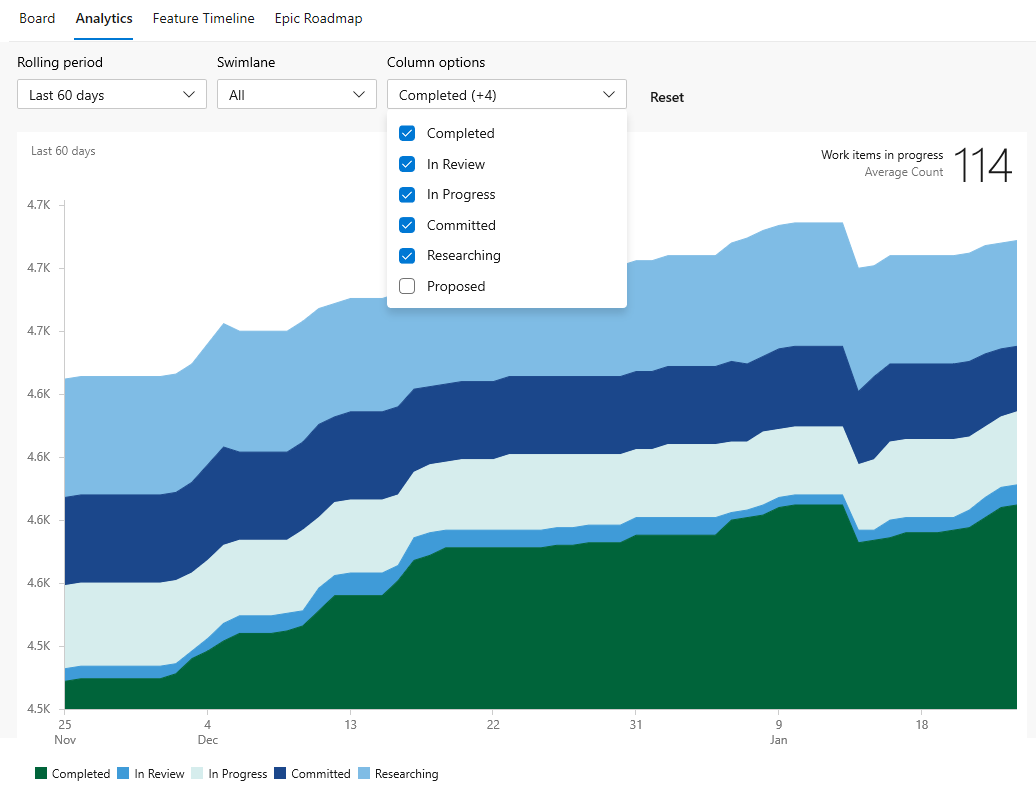 Board Analytics Feature Timeline Epic Roadmap
Rolling period Swimlane Column options
Last 60 days All Completed (+4) Reset
Completed
In Review
In Progress
Committed
Researching
Proposed
Last 60 days
Work items in progress
Average Count
114
4.7K
4.7K
4.7K
4.6K
4.6K
4.6K
4.6K
4.5K
4.5K
25 4 13 22 31 9 18
Nov Dec Jan
Completed In Review In Progress Committed Researching